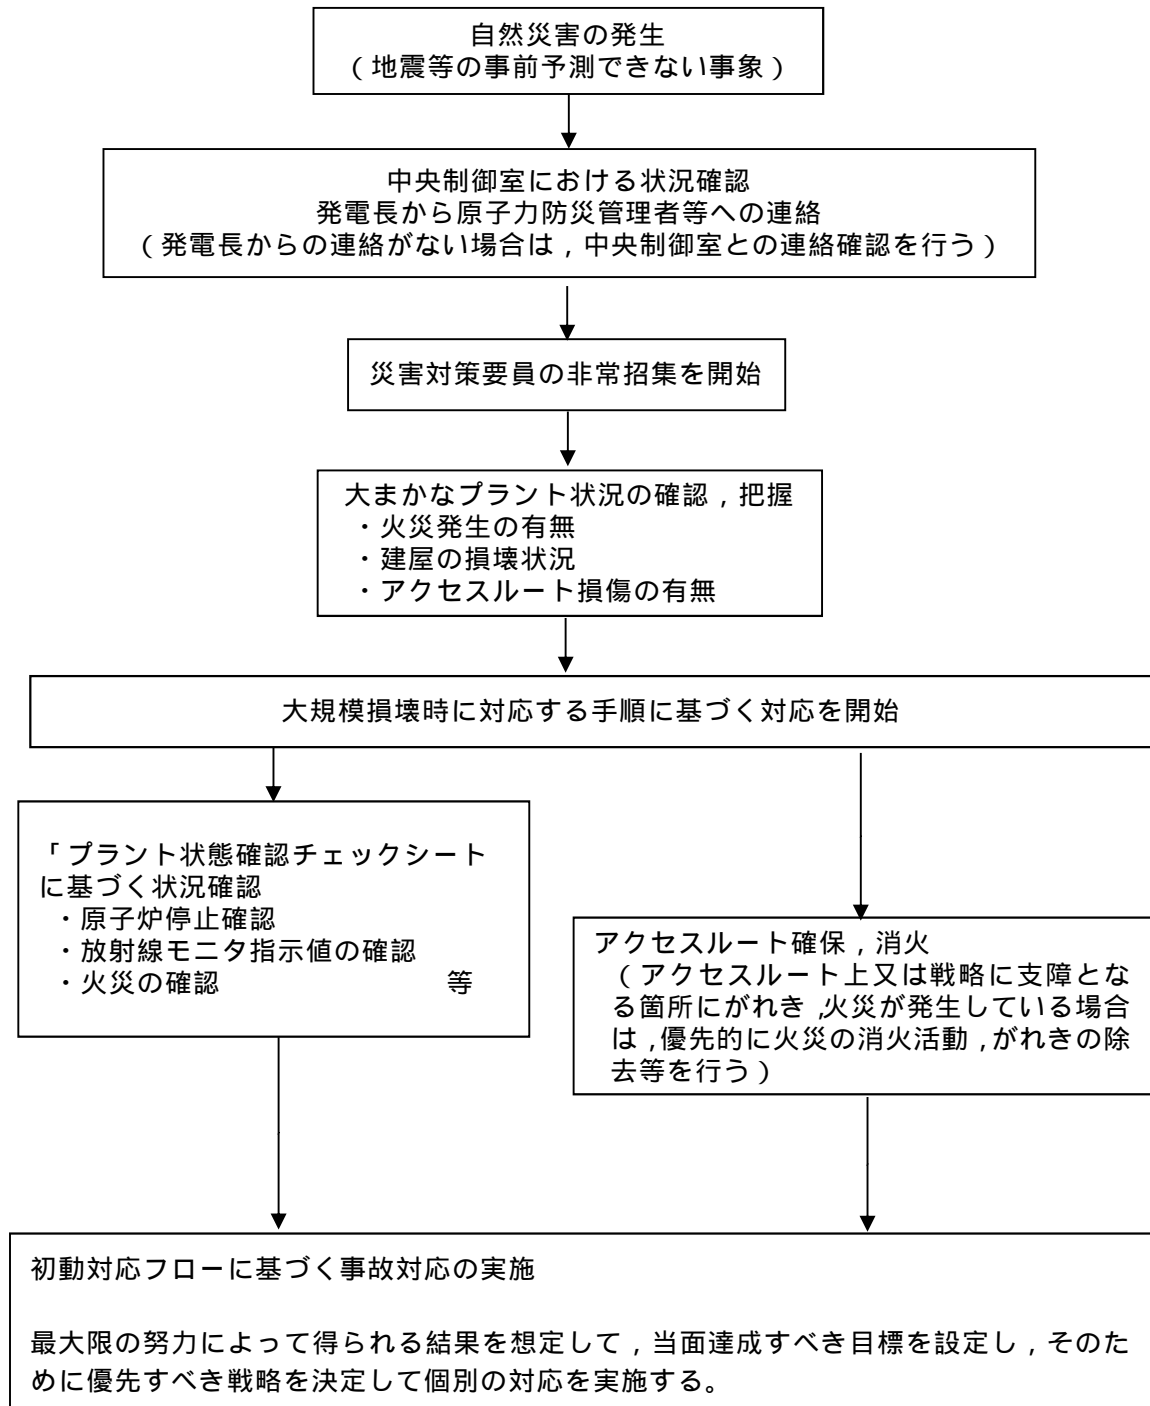 自然災害の発生
(地震等の事前予測できない事象)
中央制御室における状況確認
発電長から原子力防災管理者等への連絡
(発電長からの連絡がない場合は,中央制御室との連絡確認を行う)
災害対策要員の非常招集を開始
大まかなプラント状況の確認,把握
・火災発生の有無
・建屋の損壊状況
・アクセスルート損傷の有無
大規模損壊時に対応する手順に基づく対応を開始
「プラント状態確認チェックシート
に基づく状況確認
・原子炉停止確認
・放射線モニタ指示値の確認
・火災の確認 等
アクセスルート確保,消火
(アクセスルート上又は戦略に支障とな
る箇所にがれき,火災が発生している場合
は,優先的に火災の消火活動,がれきの除
去等を行う)
初動対応フローに基づく事故対応の実施
最大限の努力によって得られる結果を想定して,当面達成すべき目標を設定し,そのた
めに優先すべき戦略を決定して個別の対応を実施する。